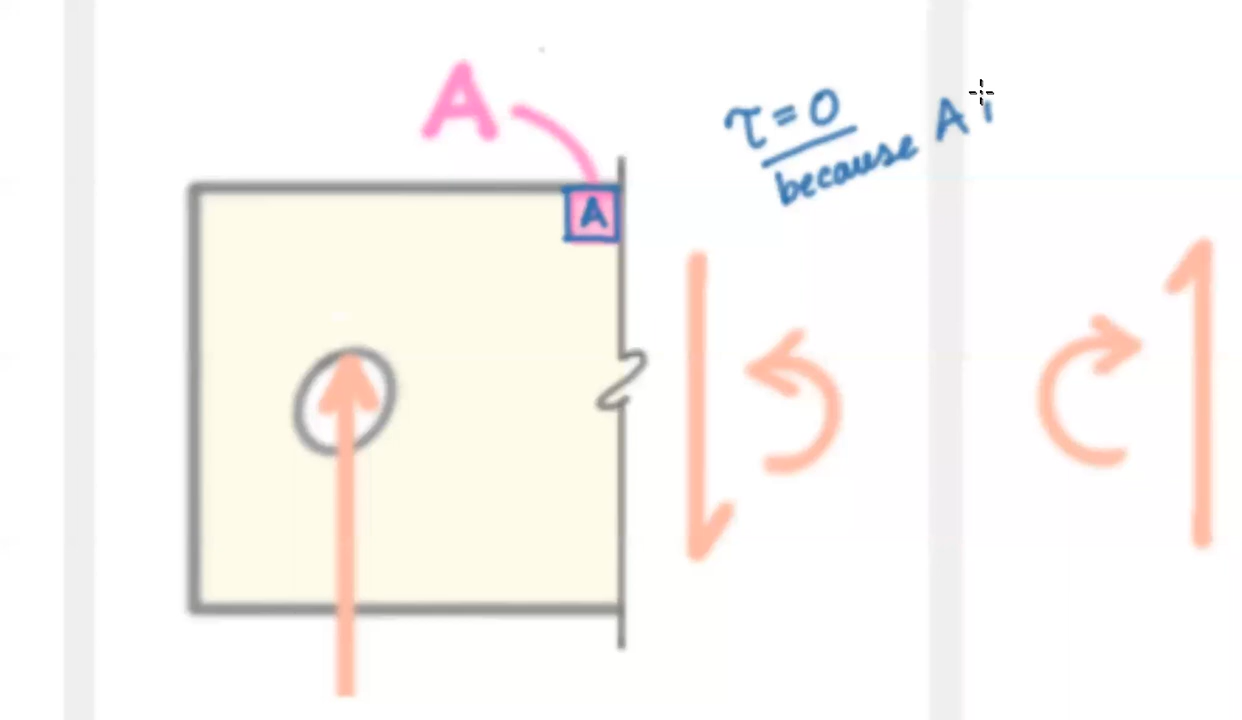 A
τ = 0
because A i
A